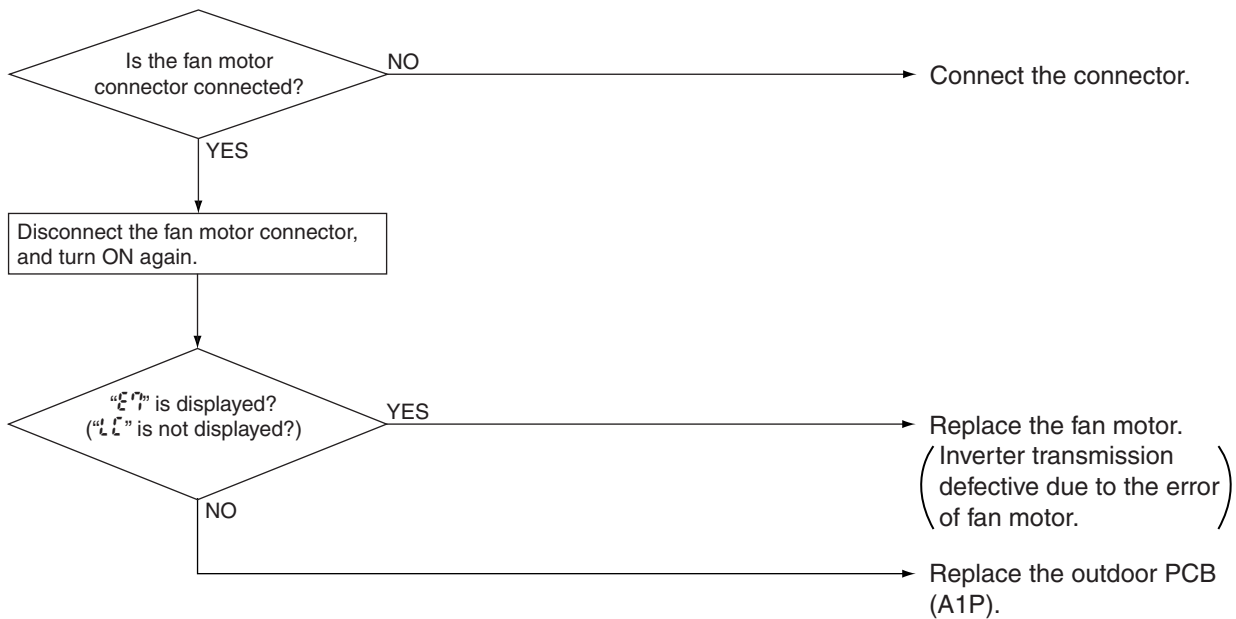 Is the fan motor
connector connected?
NO
Connect the connector.
YES
Disconnect the fan motor connector,
and turn ON again.
“E7” is displayed?
(“LC” is not displayed?)
YES
Replace the fan motor.
(Inverter transmission
defective due to the error
of fan motor.)
NO
Replace the outdoor PCB
(A1P).